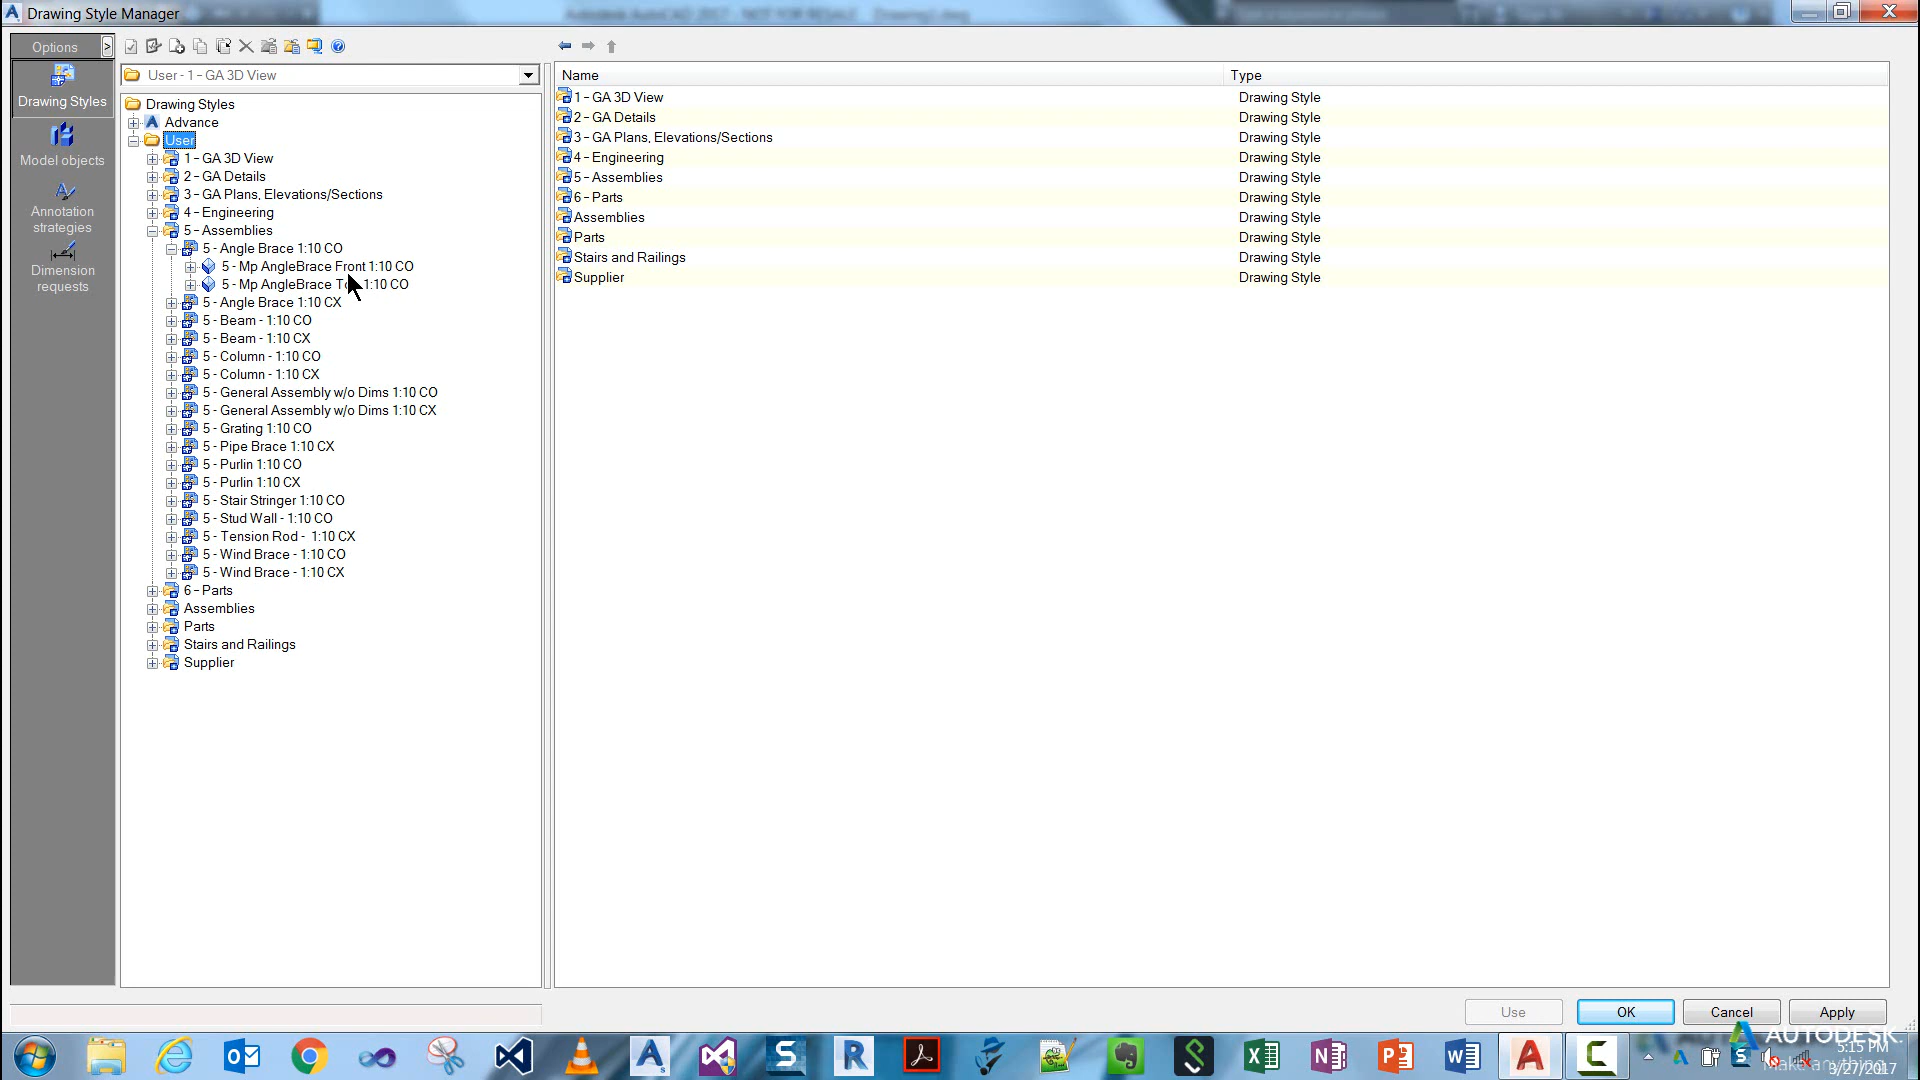 Drawing Style Manager
Options
>
Drawing Styles
Model objects
Annotation
strategies
Dimension
requests
User - 1 – GA 3D View
Drawing Styles
Advance
User
1 – GA 3D View
2 – GA Details
3 – GA Plans, Elevations/Sections
4 – Engineering
5 – Assemblies
5 - Angle Brace 1:10 CO
5 - Mp AngleBrace Front 1:10 CO
5 - Mp AngleBrace 1:10 CO
5 - Angle Brace 1:10 CX
5 - Beam - 1:10 CO
5 - Beam - 1:10 CX
5 - Column - 1:10 CO
5 - Column - 1:10 CX
5 - General Assembly w/o Dims 1:10 CO
5 - General Assembly w/o Dims 1:10 CX
5 - Grating 1:10 CO
5 - Pipe Brace 1:10 CX
5 - Purlin 1:10 CO
5 - Purlin 1:10 CX
5 - Stair Stringer 1:10 CO
5 - Stud Wall - 1:10 CO
5 - Tension Rod - 1:10 CX
5 - Wind Brace - 1:10 CO
5 - Wind Brace - 1:10 CX
6 – Parts
Assemblies
Parts
Stairs and Railings
Supplier
Name Type
1 – GA 3D View Drawing Style
2 – GA Details Drawing Style
3 – GA Plans, Elevations/Sections Drawing Style
4 – Engineering Drawing Style
5 – Assemblies Drawing Style
6 – Parts Drawing Style
Assemblies Drawing Style
Parts Drawing Style
Stairs and Railings Drawing Style
Supplier Drawing Style
Use OK Cancel Apply
AUTODESK.
5:15 PM
Make anything
3/27/2017